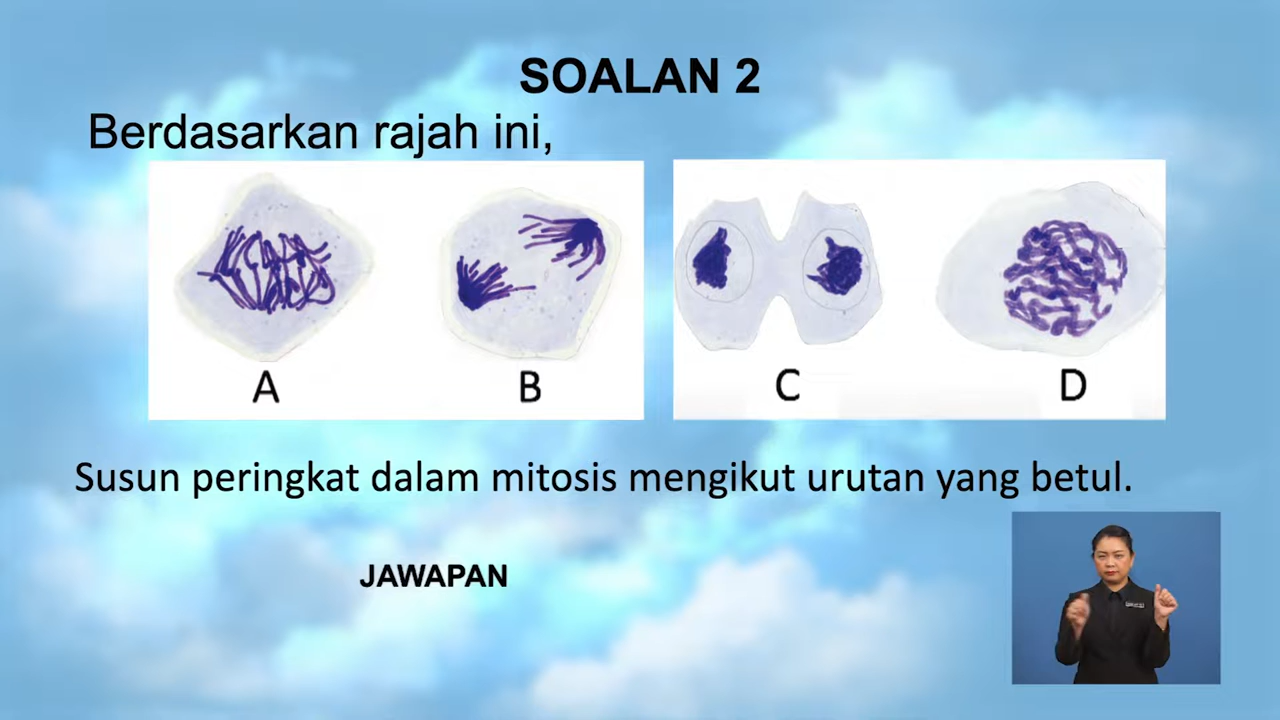 SOALAN 2
Berdasarkan rajah ini,
A
B
C
D
Susun peringkat dalam mitosis mengikut urutan yang betul.
JAWAPAN